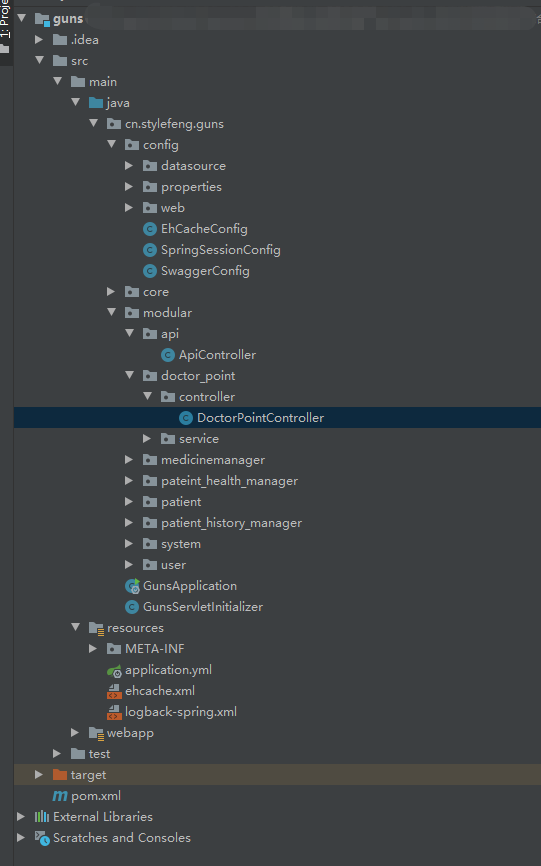 1: Proje
guns
.idea
src
main
java
cn.stylefeng.guns
config
datasource
properties
web
EhCacheConfig
SpringSessionConfig
SwaggerConfig
core
modular
api
ApiController
doctor_point
controller
DoctorPointController
service
medicinemanager
pateint_health_manager
patient
patient_history_manager
system
user
GunsApplication
GunsServletInitializer
resources
META-INF
application.yml
ehcache.xml
logback-spring.xml
webapp
test
target
pom.xml
External Libraries
Scratches and Consoles